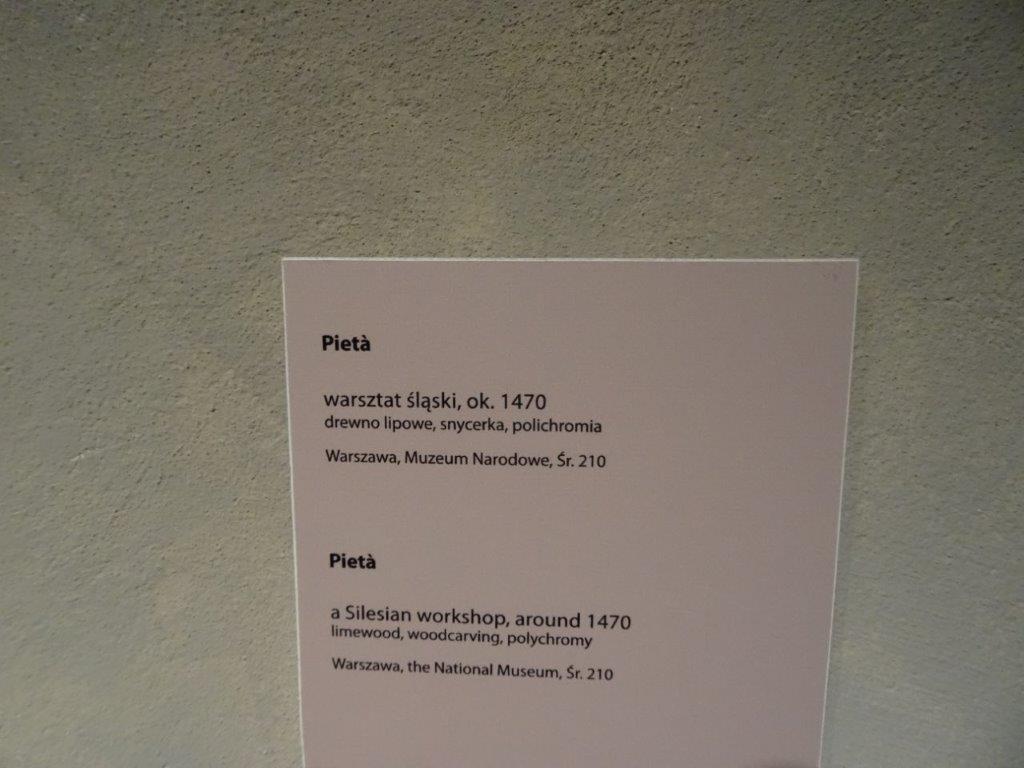 Pietà
warsztat śląski, ok. 1470
drewno lipowe, snycerka, polichromia
Warszawa, Muzeum Narodowe, Śr. 210
Pietà
a Silesian workshop, around 1470
limewood, woodcarving, polychromy
Warszawa, the National Museum, Śr. 210